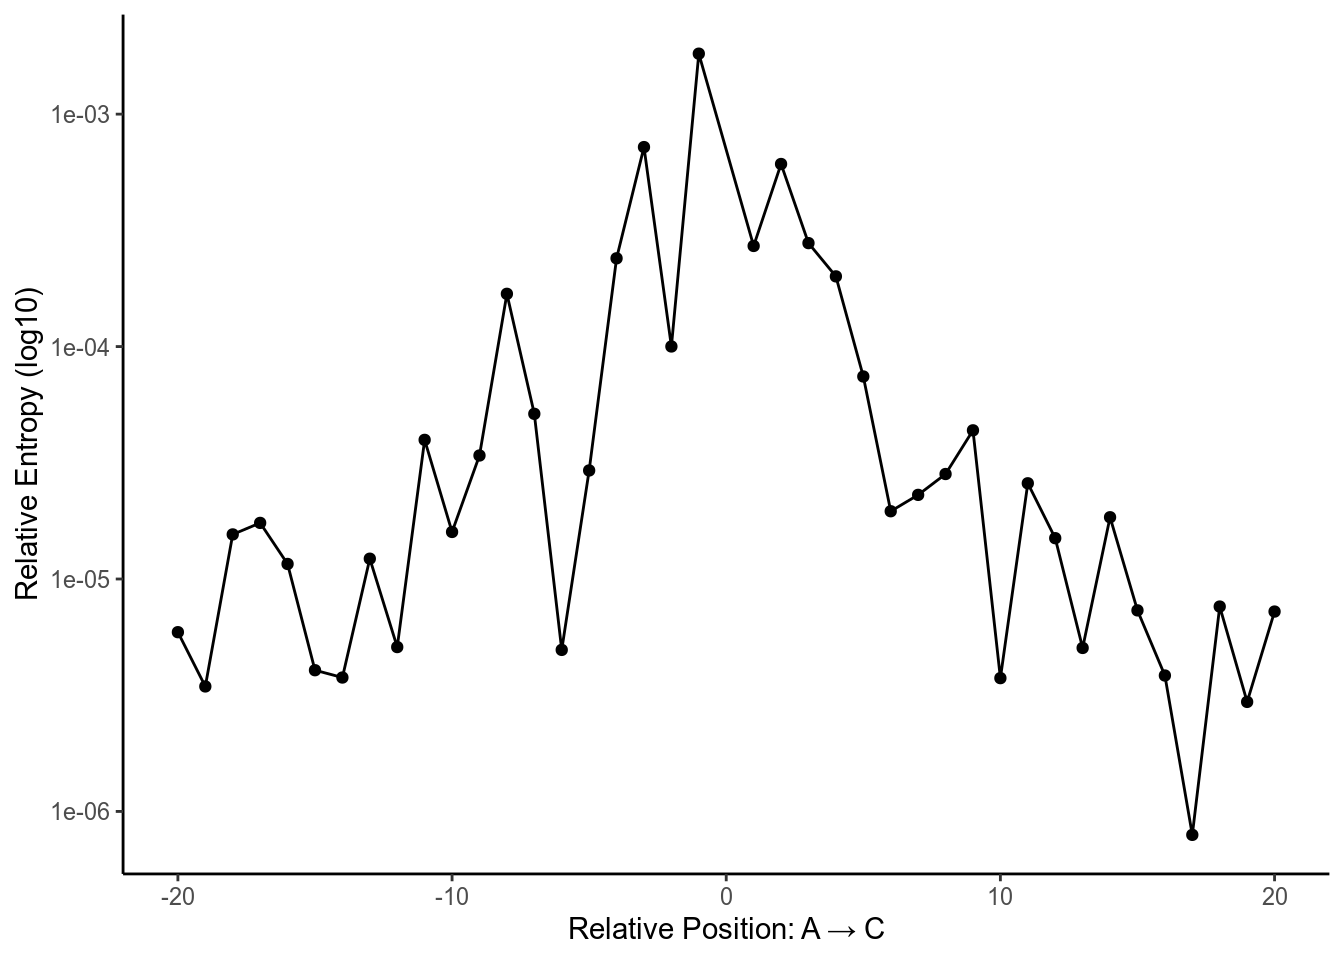 Relative Entropy (log10)
1e-03
1e-04
1e-05
1e-06
-20 -10 0 10 20
Relative Position: A → C